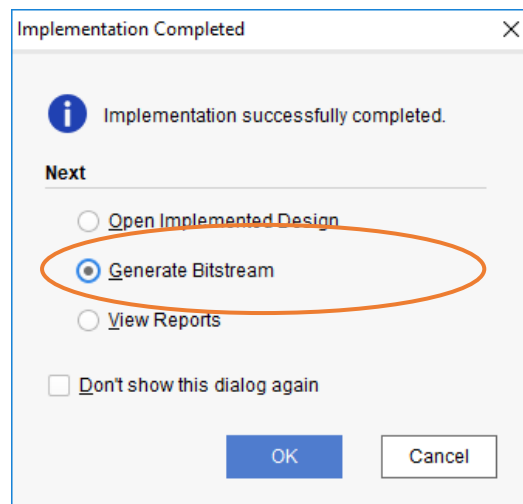 Implementation Completed
Implementation successfully completed.
Next
Open Implemented Design
Generate Bitstream
View Reports
Don't show this dialog again
OK
Cancel